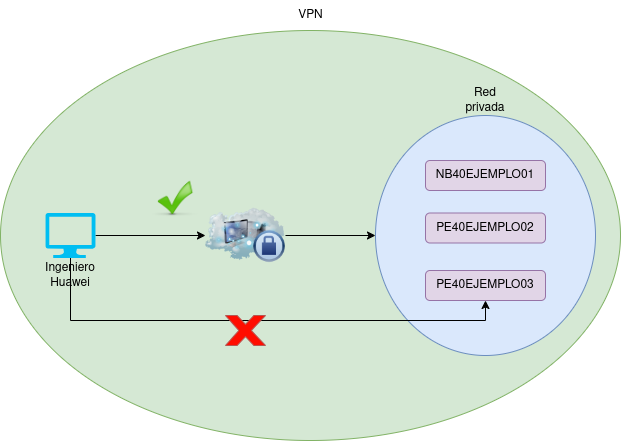 VPN
Red
privada
NB40EJEMPLO01
PE40EJEMPLO02
PE40EJEMPLO03
Ingeniero
Huawei